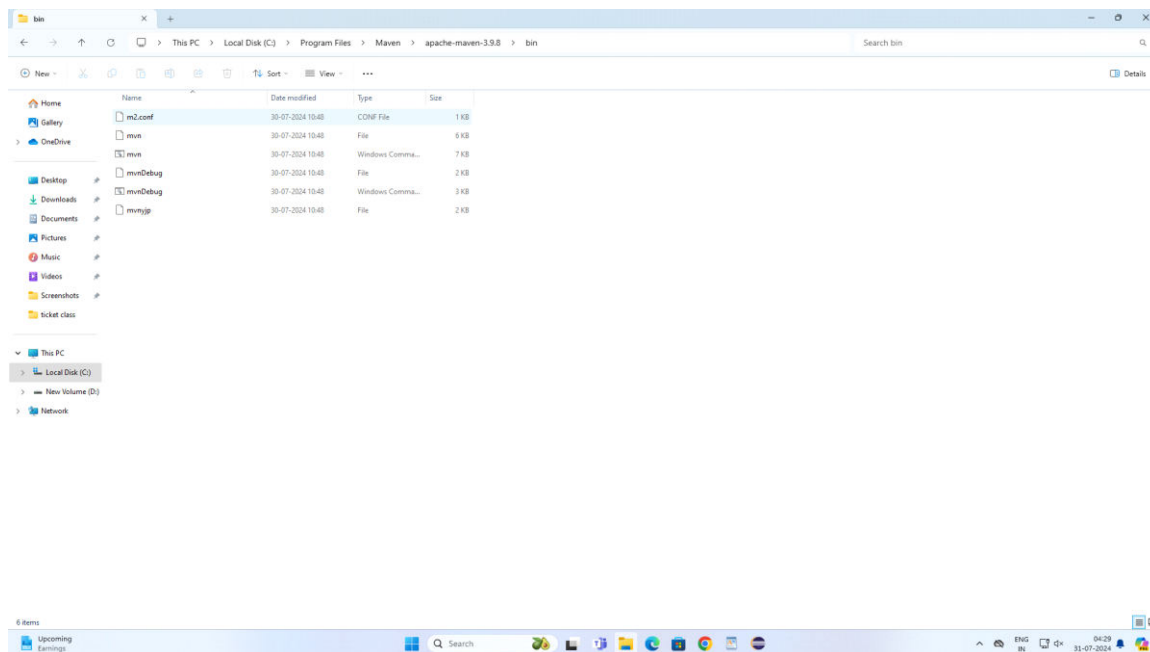 bin
This PC > Local Disk (C:) > Program Files > Maven > apache-maven-3.9.8 > bin
Search bin
New
Sort
View
Details
Name Date modified Type Size
m2.conf 30-07-2024 10:48 CONF File 1 KB
mvn 30-07-2024 10:48 File 6 KB
mvn 30-07-2024 10:48 Windows Comma... 7 KB
mvnDebug 30-07-2024 10:48 File 2 KB
mvnDebug 30-07-2024 10:48 Windows Comma... 3 KB
mvnyjp 30-07-2024 10:48 File 2 KB
Home
Gallery
OneDrive
Desktop
Downloads
Documents
Pictures
Music
Videos
Screenshots
ticket class
This PC
Local Disk (C:)
New Volume (D:)
Network
6 items
Upcoming
Earnings
Search
ENG
IN
04:29
31-07-2024